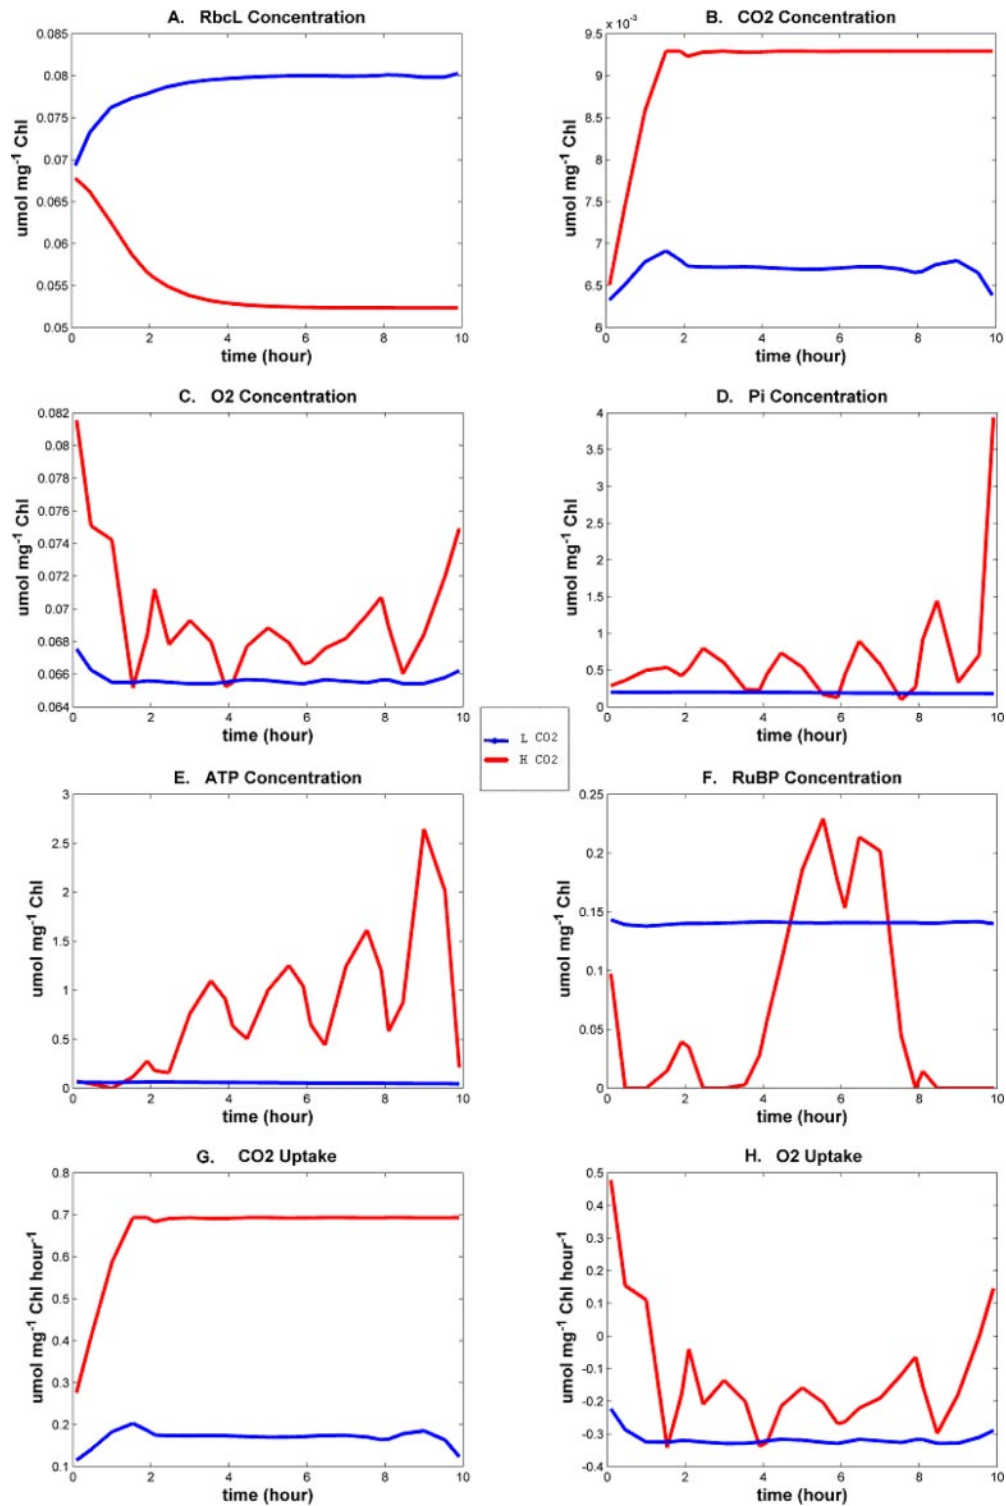 A. RbcL Concentration
umol mg⁻¹ Chl
0.085
0.08
0.075
0.07
0.065
0.06
0.055
0.05
0 2 4 6 8 10
time (hour)
B. CO2 Concentration
x 10⁻³
umol mg⁻¹ Chl
9.5
9
8.5
8
7.5
7
6.5
6
0 2 4 6 8 10
time (hour)
C. O2 Concentration
umol mg⁻¹ Chl
0.082
0.08
0.078
0.076
0.074
0.072
0.07
0.068
0.066
0.064
0 2 4 6 8 10
time (hour)
D. Pi Concentration
umol mg⁻¹ Chl
4
3.5
3
2.5
2
1.5
1
0.5
0
0 2 4 6 8 10
time (hour)
L CO2
H CO2
E. ATP Concentration
umol mg⁻¹ Chl
3
2.5
2
1.5
1
0.5
0
0 2 4 6 8 10
time (hour)
F. RuBP Concentration
umol mg⁻¹ Chl
0.25
0.2
0.15
0.1
0.05
0
0 2 4 6 8 10
time (hour)
G. CO2 Uptake
umol mg⁻¹ Chl hour⁻¹
0.8
0.7
0.6
0.5
0.4
0.3
0.2
0.1
0 2 4 6 8 10
time (hour)
H. O2 Uptake
umol mg⁻¹ Chl hour⁻¹
0.5
0.4
0.3
0.2
0.1
0
-0.1
-0.2
-0.3
-0.4
0 2 4 6 8 10
time (hour)